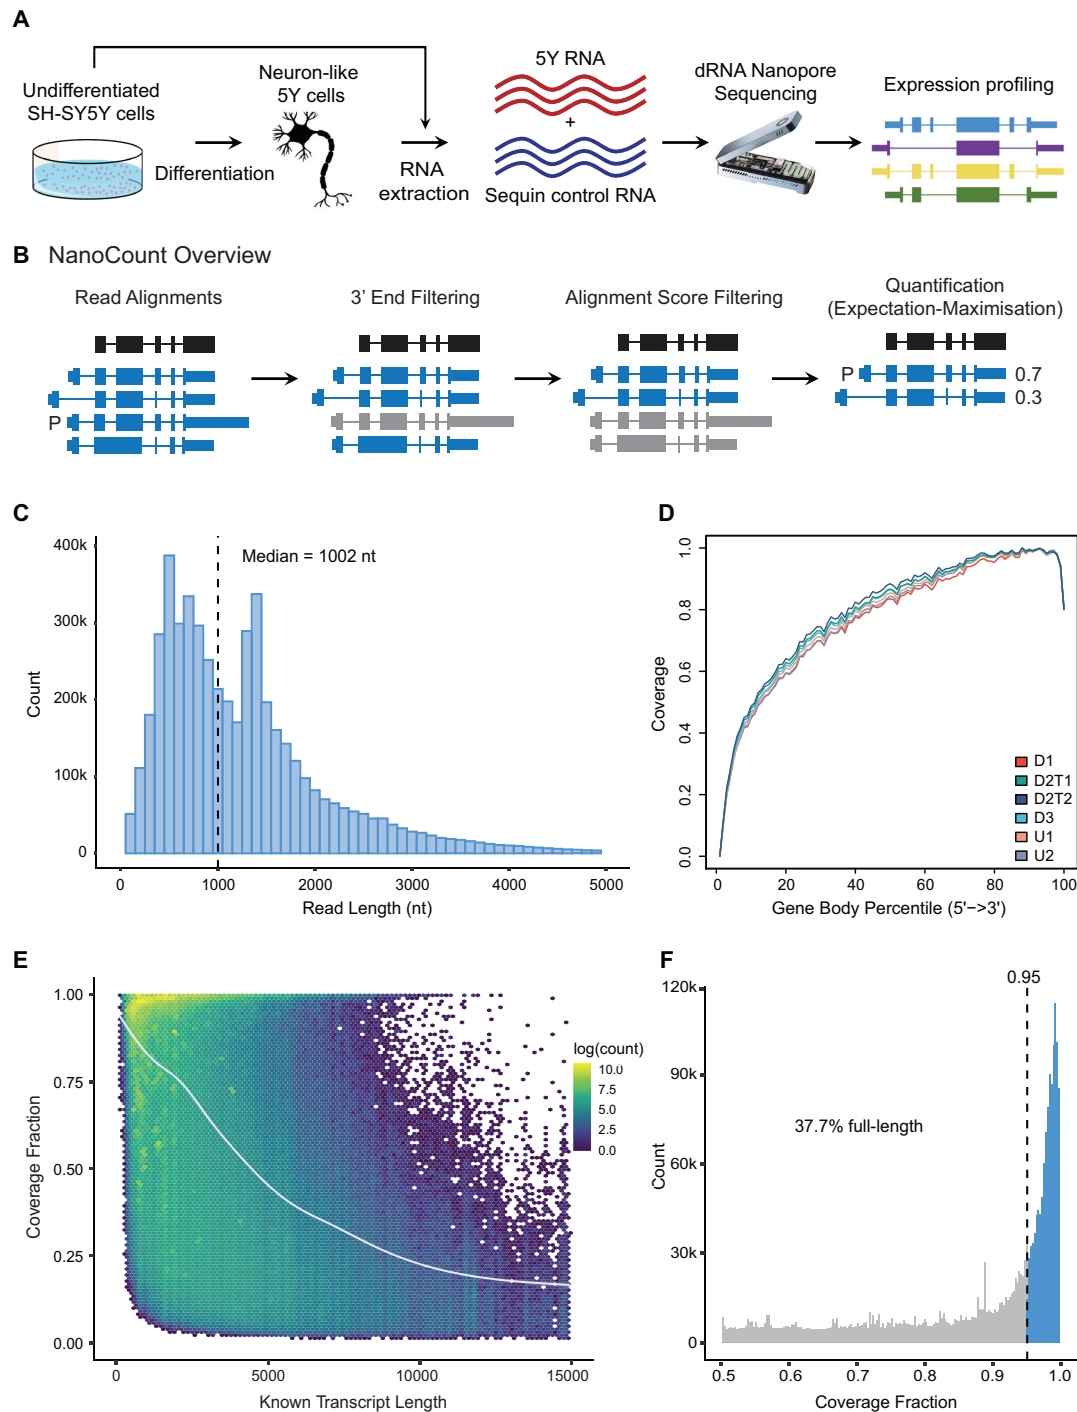 A
Undifferentiated
SH-SY5Y cells
Differentiation
Neuron-like
5Y cells
RNA
extraction
5Y RNA
+
Sequin control RNA
dRNA Nanopore
Sequencing
Expression profiling
B NanoCount Overview
Read Alignments
3' End Filtering
Alignment Score Filtering
Quantification
(Expectation-Maximisation)
P
P 0.7
0.3
C
400k
300k
200k
100k
0
Count
Median = 1002 nt
0 1000 2000 3000 4000 5000
Read Length (nt)
D
1.0
0.8
0.6
0.4
0.2
0.0
Coverage
D1
D2T1
D2T2
D3
U1
U2
0 20 40 60 80 100
Gene Body Percentile (5'->3')
E
1.00
0.75
0.50
0.25
0.00
Coverage Fraction
log(count)
10.0
7.5
5.0
2.5
0.0
0 5000 10000 15000
Known Transcript Length
F
0.95
120k
90k
60k
30k
0
Count
37.7% full-length
0.5 0.6 0.7 0.8 0.9 1.0
Coverage Fraction